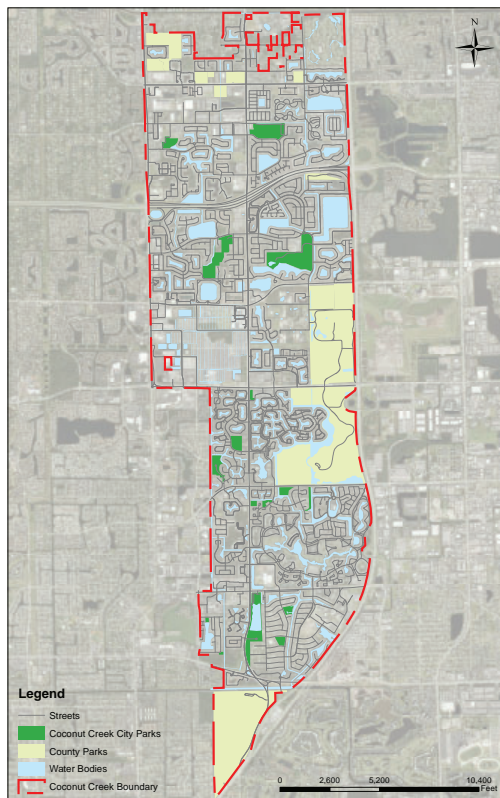 N
Legend
Streets
Coconut Creek City Parks
County Parks
Water Bodies
Coconut Creek Boundary
0 2,600 5,200 10,400
Feet